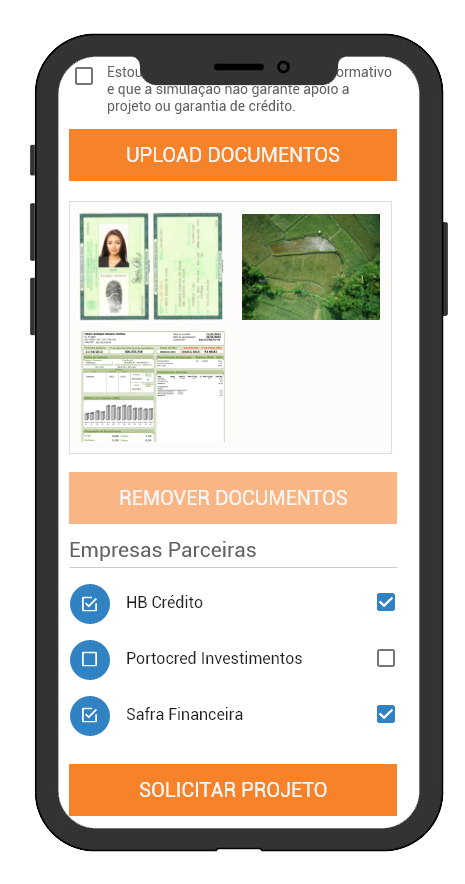 Estou ormativo
e que a simulação não garante apoio a
projeto ou garantia de crédito.
UPLOAD DOCUMENTOS
REMOVER DOCUMENTOS
Empresas Parceiras
HB Crédito
Portocred Investimentos
Safra Financeira
SOLICITAR PROJETO